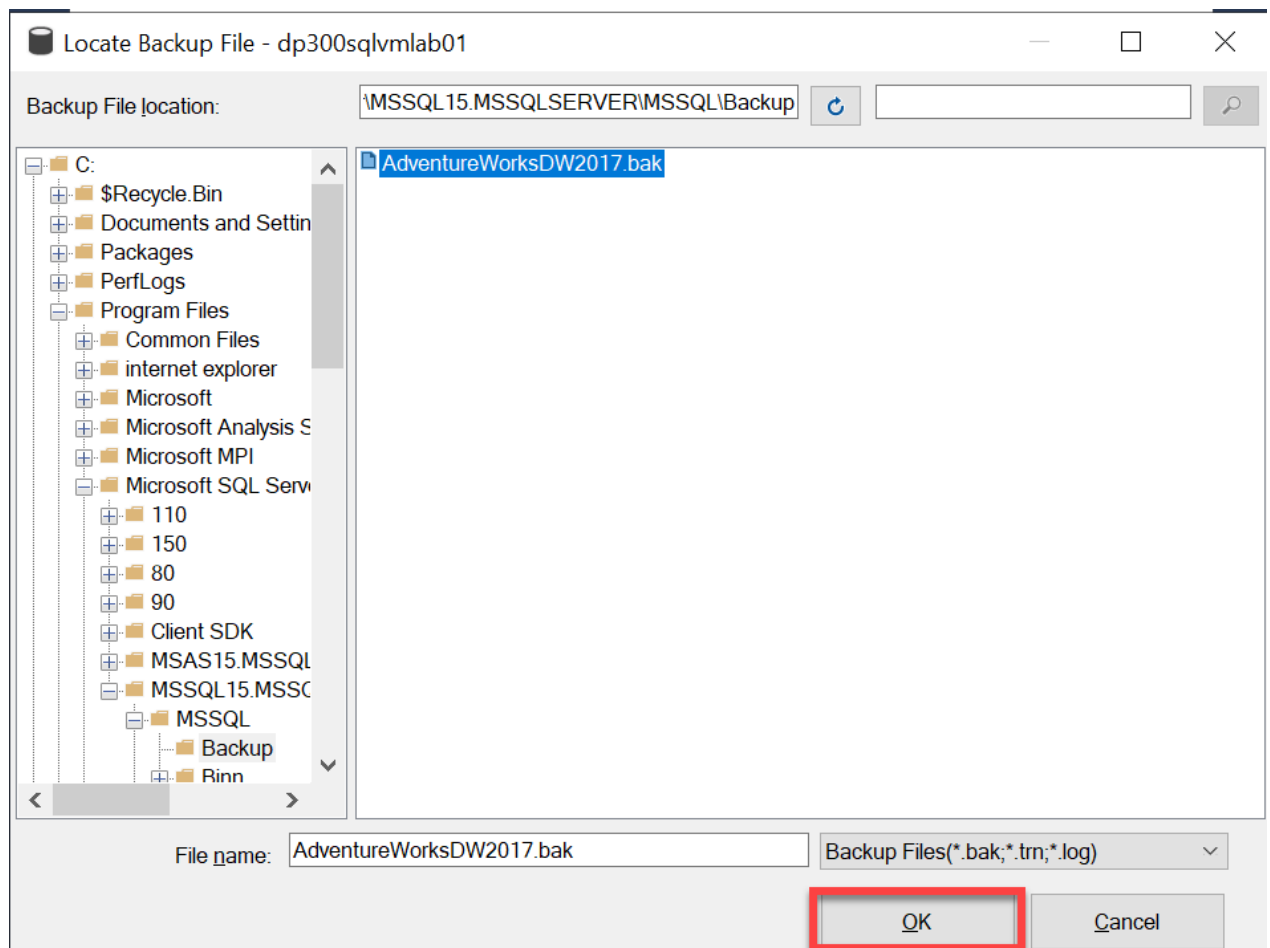 Locate Backup File - dp300sqlvmlab01
Backup File location:
\MSSQL15.MSSQLSERVER\MSSQL\Backup
C:
$Recycle.Bin
Documents and Settin
Packages
PerfLogs
Program Files
Common Files
internet explorer
Microsoft
Microsoft Analysis S
Microsoft MPI
Microsoft SQL Serve
110
150
80
90
Client SDK
MSAS15.MSSQL
MSSQL15.MSSQ
MSSQL
Backup
Binn
AdventureWorksDW2017.bak
File name:
AdventureWorksDW2017.bak
Backup Files(*.bak;*.trn;*.log)
OK
Cancel